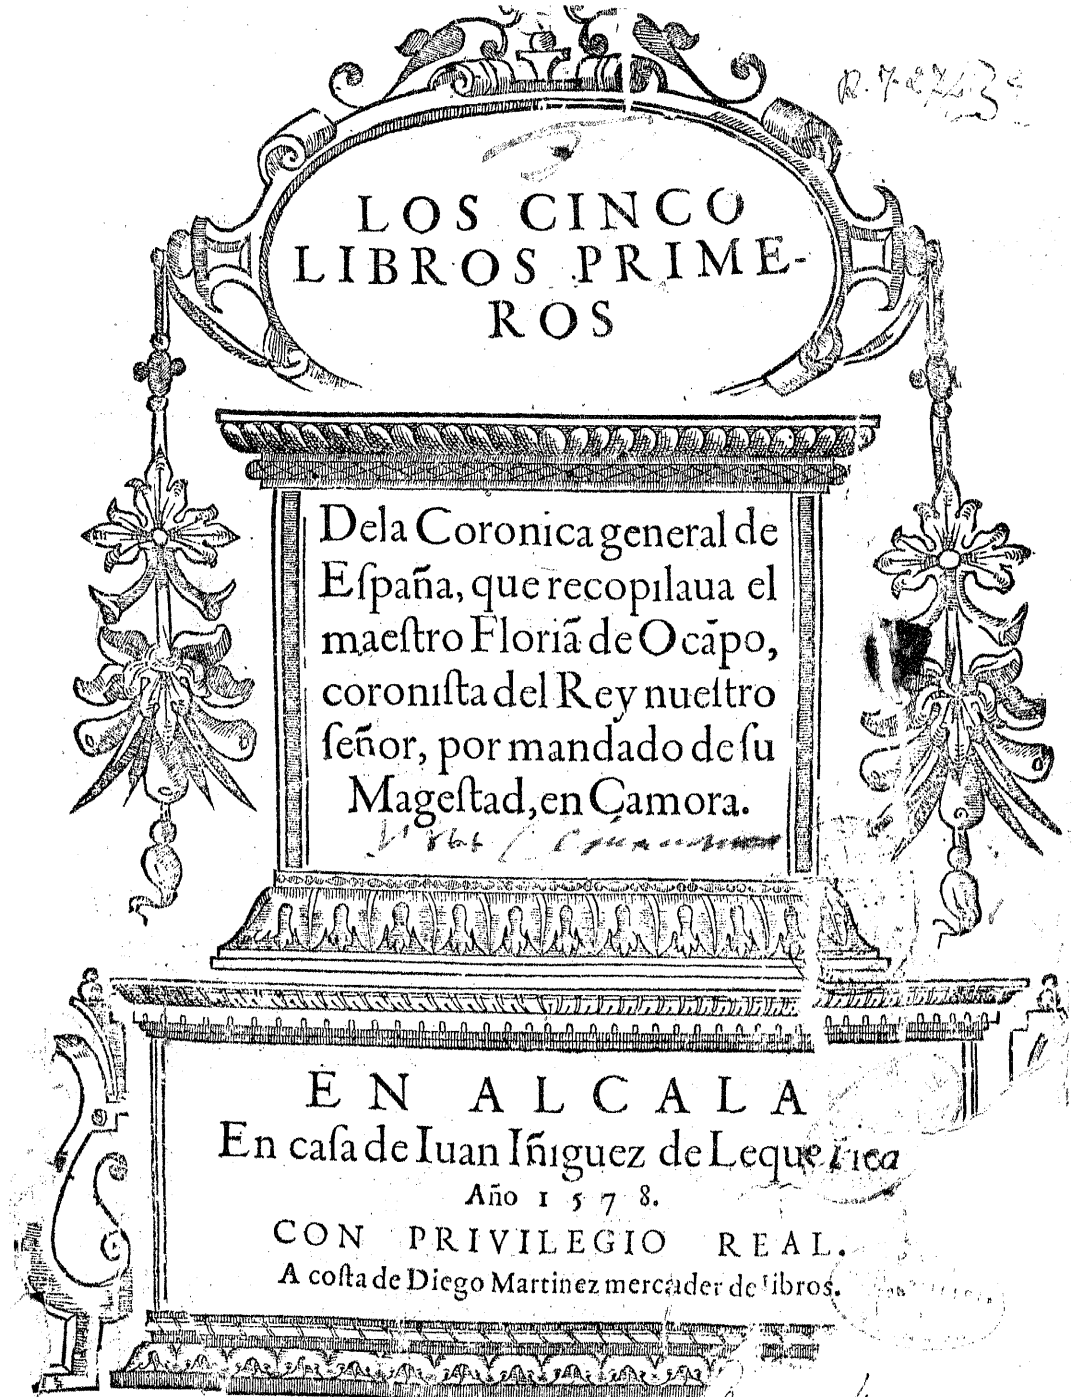 LOS CINCO
LIBROS PRIME-
ROS
Dela Coronica general de
Eſpaña, que recopilaua el
maeſtro Floriā de Ocāpo,
coroniſta del Rey nueſtro
ſeñor, por mandado de ſu
Mageſtad, en Çamora.
EN ALCALA
En caſa de Iuan Iñiguez de Lequerica
Año 1578.
CON PRIVILEGIO REAL.
A coſta de Diego Martinez mercader de libros.